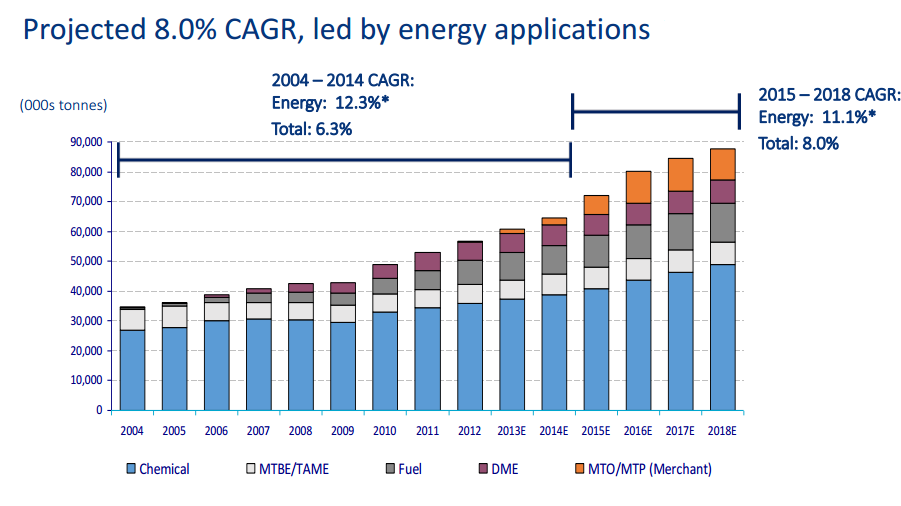 Projected 8.0% CAGR, led by energy applications
2004 – 2014 CAGR:
Energy: 12.3%*
Total: 6.3%
2015 – 2018 CAGR:
Energy: 11.1%*
Total: 8.0%
(000s tonnes)
90,000
80,000
70,000
60,000
50,000
40,000
30,000
20,000
10,000
0
2004 2005 2006 2007 2008 2009 2010 2011 2012 2013E 2014E 2015E 2016E 2017E 2018E
Chemical MTBE/TAME Fuel DME MTO/MTP (Merchant)